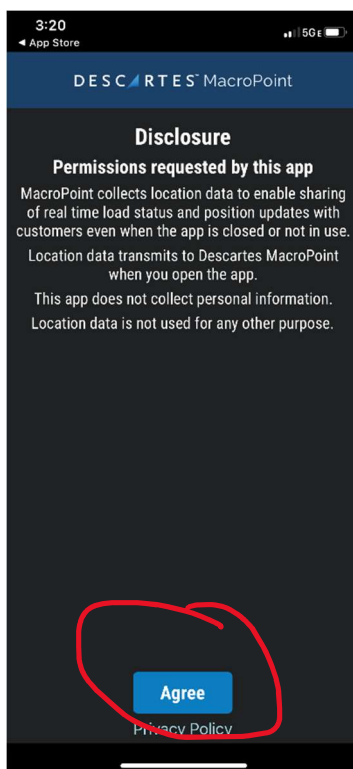 3:20
5GE
◀ App Store
DESCARTES™ MacroPoint
Disclosure
Permissions requested by this app
MacroPoint collects location data to enable sharing
of real time load status and position updates with
customers even when the app is closed or not in use.
Location data transmits to Descartes MacroPoint
when you open the app.
This app does not collect personal information.
Location data is not used for any other purpose.
Agree
Privacy Policy